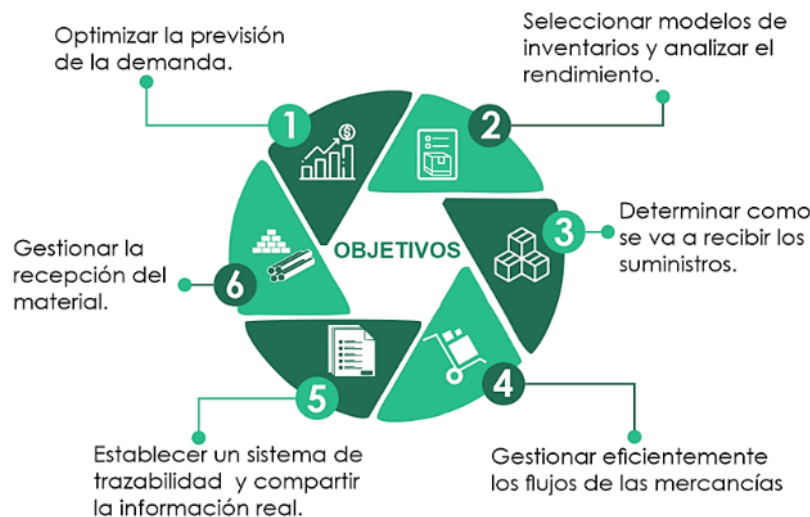 Optimizar la previsión
de la demanda.
1
Seleccionar modelos de
inventarios y analizar el
rendimiento.
2
Determinar como
se va a recibir los
suministros.
3
Gestionar eficientemente
los flujos de las mercancías
4
Establecer un sistema de
trazabilidad y compartir
la información real.
5
Gestionar la
recepción del
material.
6
OBJETIVOS
$